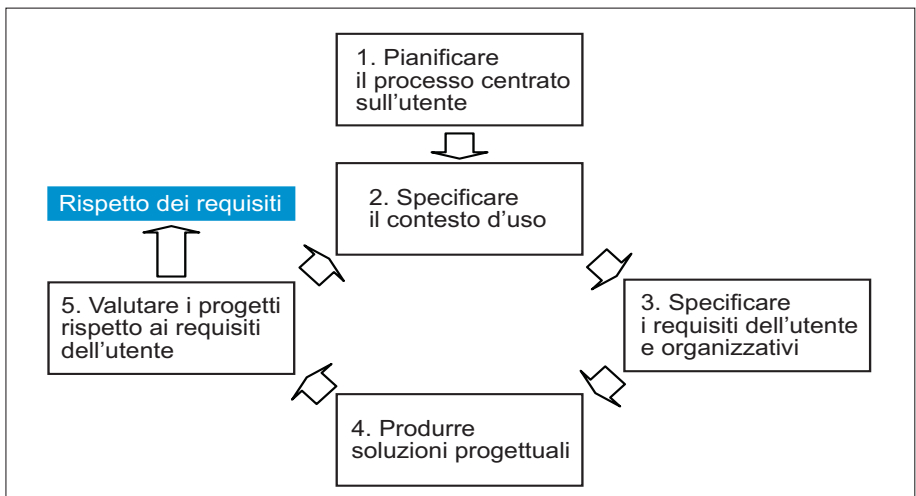 1. Pianificare
il processo centrato
sull’utente
2. Specificare
il contesto d’uso
Rispetto dei requisiti
3. Specificare
i requisiti dell’utente
e organizzativi
4. Produrre
soluzioni progettuali
5. Valutare i progetti
rispetto ai requisiti
dell’utente